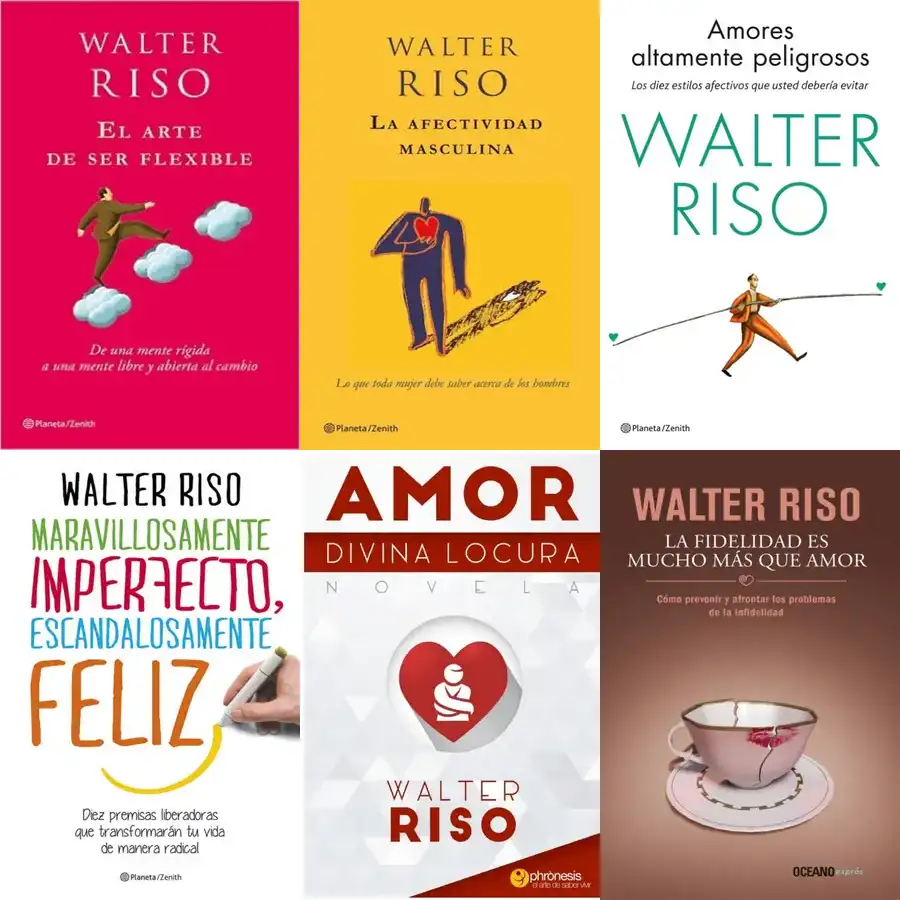 WALTER
RISO
EL ARTE
DE SER FLEXIBLE
De una mente rígida
a una mente libre y abierta al cambio
Planeta/Zenith
WALTER
RISO
LA AFECTIVIDAD
MASCULINA
Lo que toda mujer debe saber acerca de los hombres
Planeta/Zenith
Amores
altamente peligrosos
Los diez estilos afectivos que usted debería evitar
WALTER
RISO
Planeta/Zenith
WALTER RISO
MARAVILLOSAMENTE
IMPERFECTO,
ESCANDALOSAMENTE
FELIZ
Diez premisas liberadoras
que transformarán tu vida
de manera radical
Planeta/Zenith
AMOR
DIVINA LOCURA
NOVELA
WALTER
RISO
phrònesis
el arte de saber vivir
WALTER RISO
LA FIDELIDAD ES
MUCHO MÁS QUE AMOR
Cómo prevenir y afrontar los problemas
de la infidelidad
OCEANO exprés